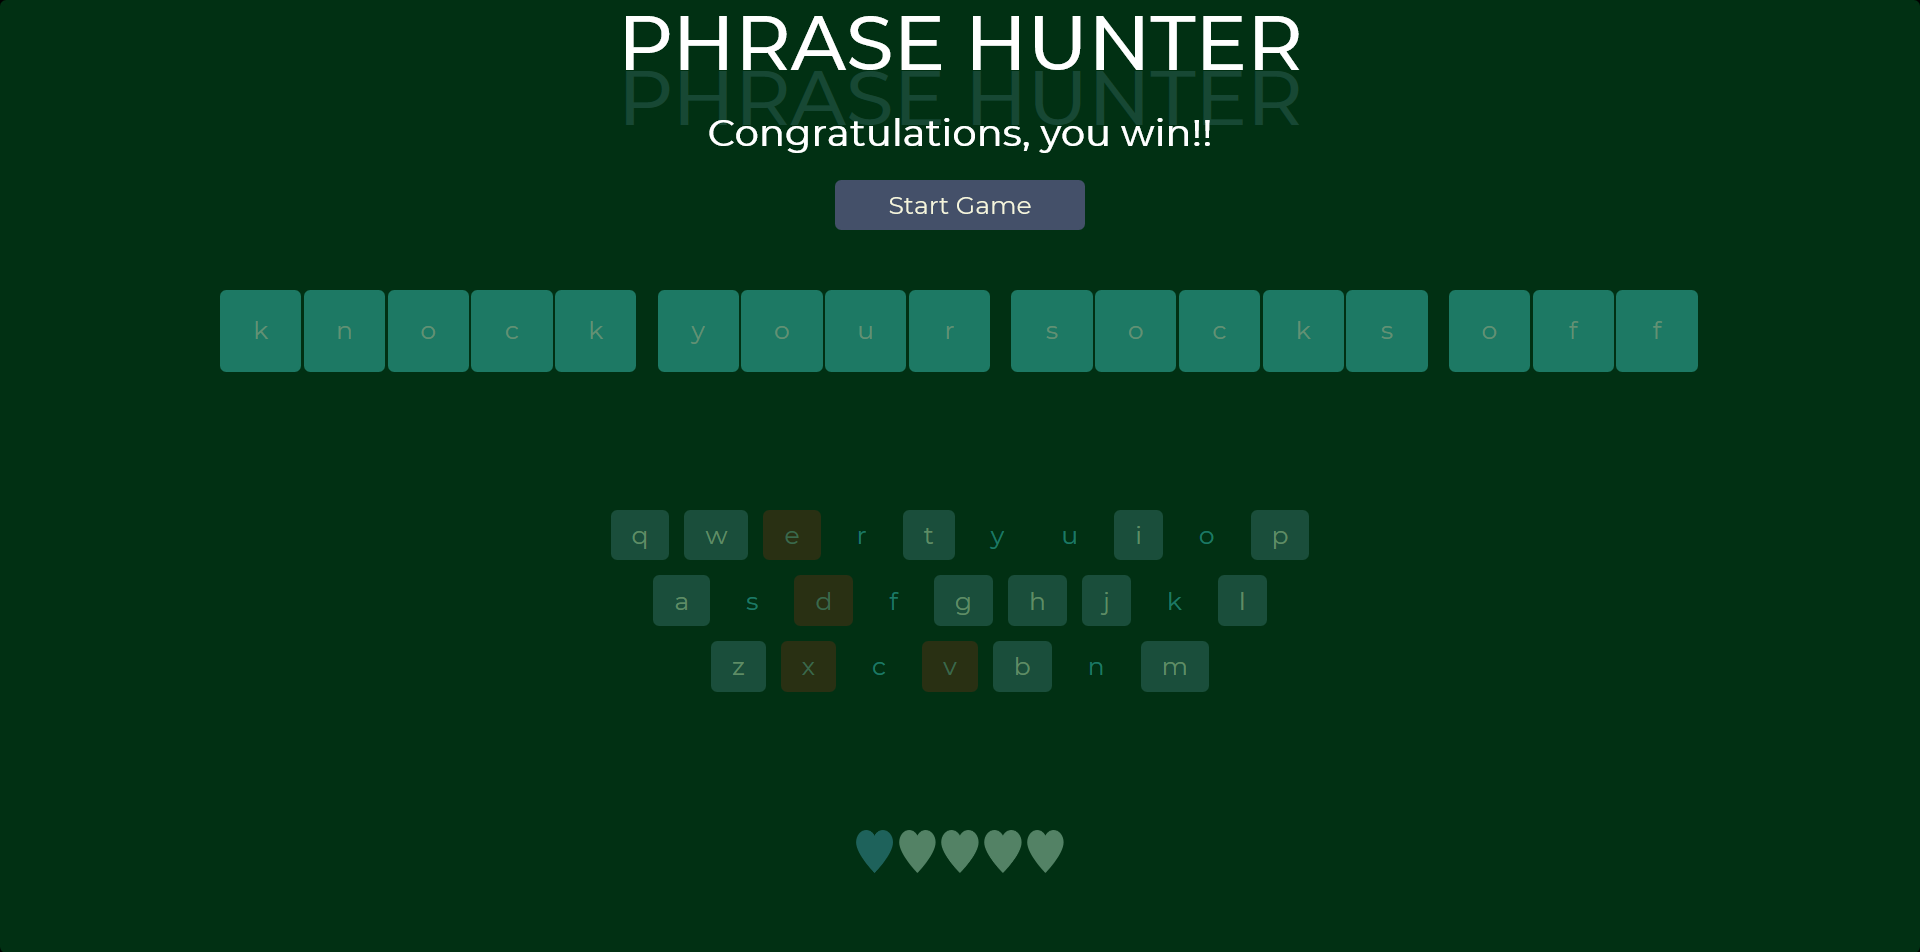 PHRASE HUNTER
PHRASE HUNTER
Congratulations, you win!!
Start Game
k n o c k y o u r s o c k s o f f
q w e r t y u i o p
a s d f g h j k l
z x c v b n m